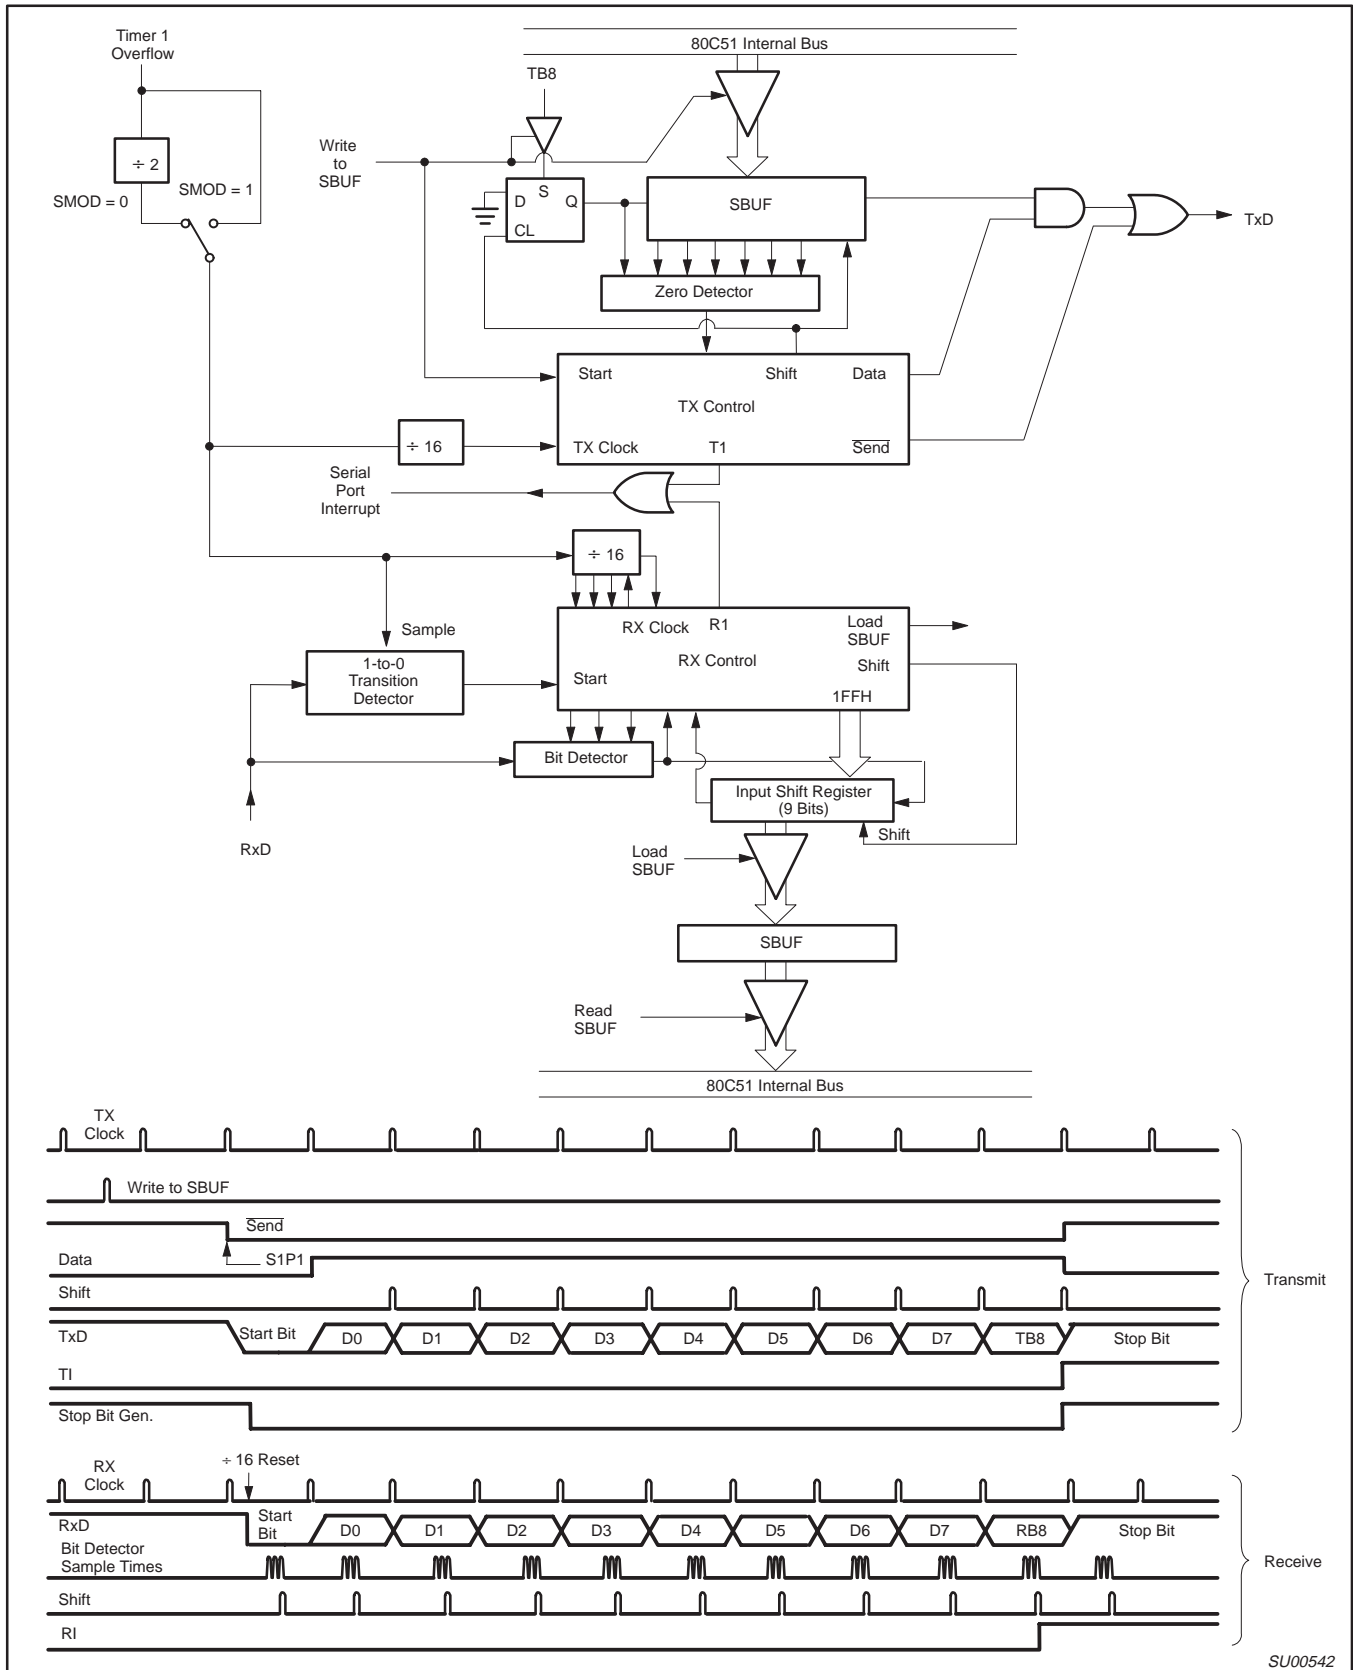 Timer 1
Overflow
÷ 2
SMOD = 0
SMOD = 1
80C51 Internal Bus
TB8
Write
to
SBUF
D
S
Q
CL
SBUF
TxD
Zero Detector
Start
Shift
Data
TX Control
÷ 16
TX Clock
T1
Send
Serial
Port
Interrupt
÷ 16
Sample
RX Clock
R1
Load
SBUF
RX Control
Shift
Start
1FFH
1-to-0
Transition
Detector
Bit Detector
Input Shift Register
(9 Bits)
Shift
RxD
Load
SBUF
SBUF
Read
SBUF
80C51 Internal Bus
TX
Clock
Write to SBUF
Send
Data
S1P1
Transmit
Shift
TxD
Start Bit
D0
D1
D2
D3
D4
D5
D6
D7
TB8
Stop Bit
TI
Stop Bit Gen.
÷ 16 Reset
RX
Clock
RxD
Start
Bit
D0
D1
D2
D3
D4
D5
D6
D7
RB8
Stop Bit
Bit Detector
Sample Times
Receive
Shift
RI
SU00542